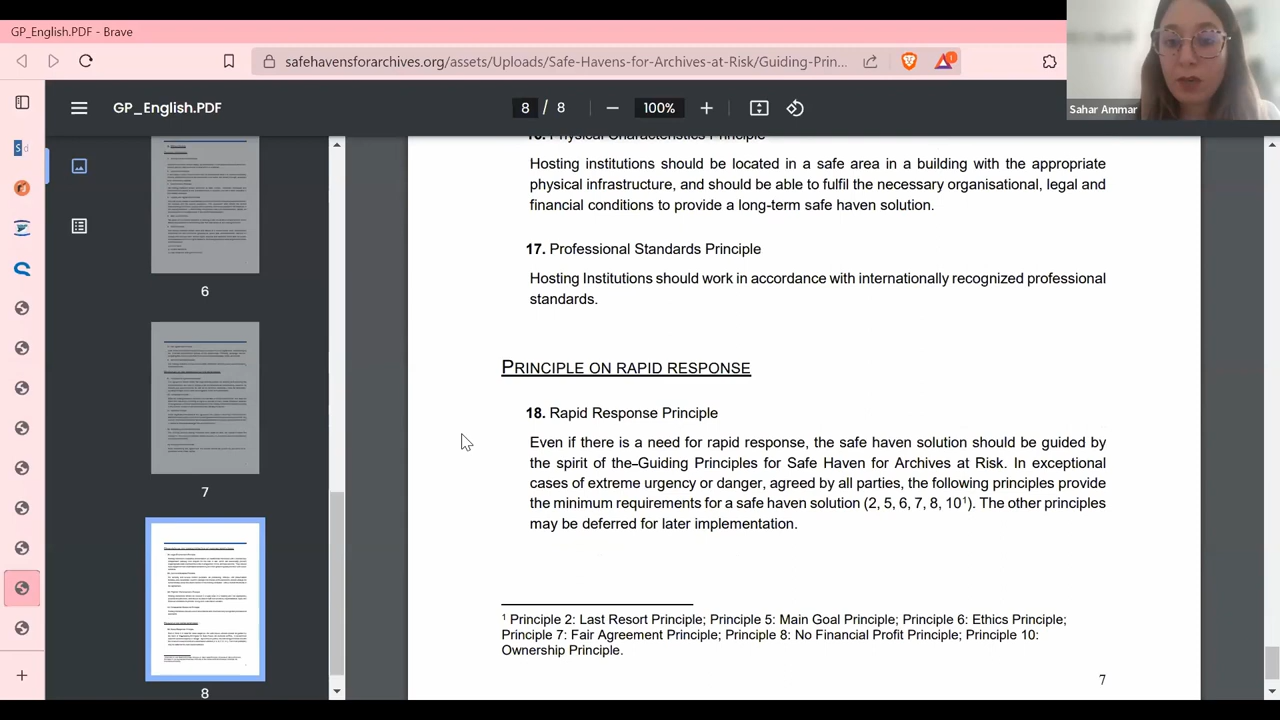 GP_English.PDF - Brave
safehavensforarchives.org/assets/Uploads/Safe-Havens-for-Archives-at-Risk/Guiding-Prin...
Sahar Ammar
GP_English.PDF
8 / 8
100%
6
7
8
Physical Characteristics Principle
Hosting institutions should be located in a safe area in a building with the appropriate
physical infrastructure, and should be able to fulfil the necessary organisational, legal and
financial conditions to provide a long-term safe haven solution.
17. Professional Standards Principle
Hosting Institutions should work in accordance with internationally recognized professional
standards.
PRINCIPLE ON RAPID RESPONSE
18. Rapid Response Principle
Even if there is a need for rapid response, the safe haven solution should be guided by
the spirit of the Guiding Principles for Safe Haven for Archives at Risk. In exceptional
cases of extreme urgency or danger, agreed by all parties, the following principles provide
the minimum requirements for a safe haven solution (2, 5, 6, 7, 8, 10¹). The other principles
may be deferred for later implementation.
¹ Principle 2: Last Resort Principle; Principle 5: Main Goal Principle; Principle 6: Ethics Principle;
Principle 7: Fair Agreement Principle; Principle 8: No Financial Profit Principle; Principle 10:
Ownership Principle.
7